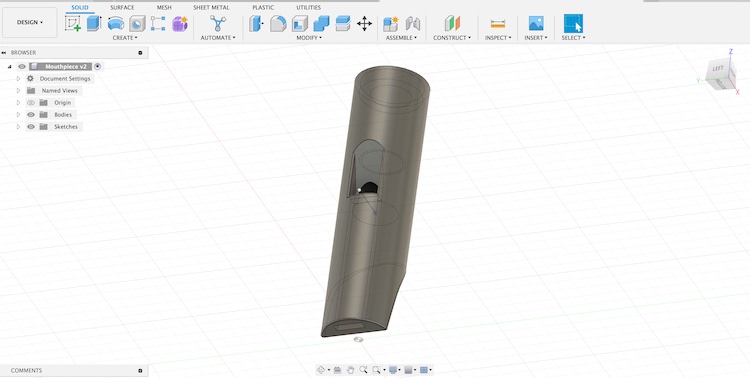 SOLID SURFACE MESH SHEET METAL PLASTIC UTILITIES
DESIGN
CREATE AUTOMATE MODIFY ASSEMBLE CONSTRUCT INSPECT INSERT SELECT
BROWSER
Mouthpiece v2
Document Settings
Named Views
Origin
Bodies
Sketches
Z
LEFT
Y
X
COMMENTS